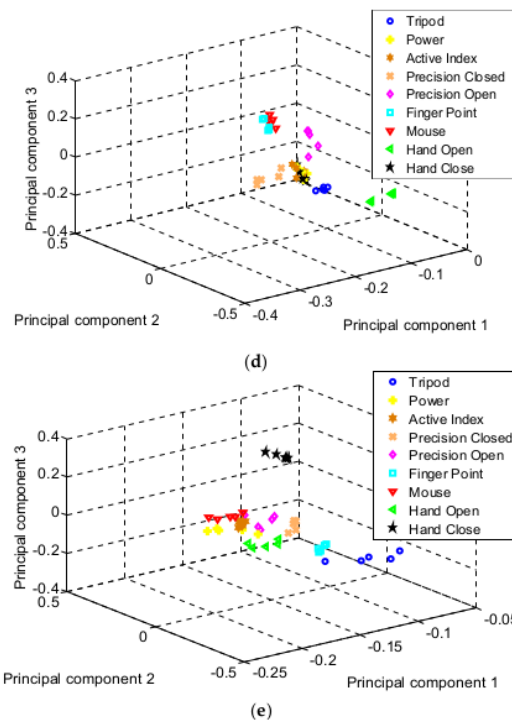 Tripod
Power
Active Index
Precision Closed
Precision Open
Finger Point
Mouse
Hand Open
Hand Close
Principal component 3
0.4
0.2
0
-0.2
-0.4
0.5
0
-0.5
-0.4
-0.3
-0.2
-0.1
0
Principal component 2
Principal component 1
(d)
Tripod
Power
Active Index
Precision Closed
Precision Open
Finger Point
Mouse
Hand Open
Hand Close
Principal component 3
0.4
0.2
0
-0.2
-0.4
0.5
0
-0.5
-0.25
-0.2
-0.15
-0.1
-0.05
Principal component 2
Principal component 1
(e)